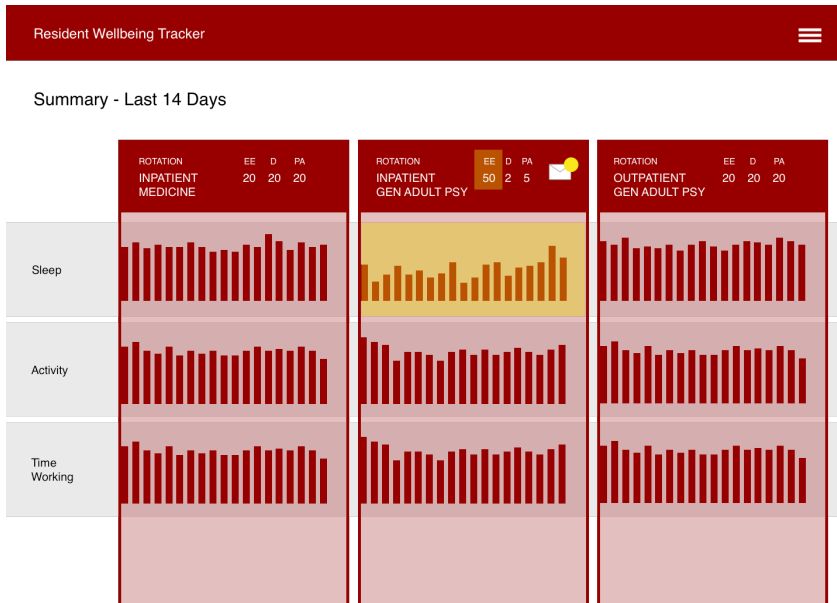 Resident Wellbeing Tracker
Summary - Last 14 Days
ROTATION EE D PA
INPATIENT 20 20 20
MEDICINE
ROTATION EE D PA
INPATIENT 50 2 5
GEN ADULT PSY
ROTATION EE D PA
OUTPATIENT 20 20 20
GEN ADULT PSY
Sleep
Activity
Time
Working